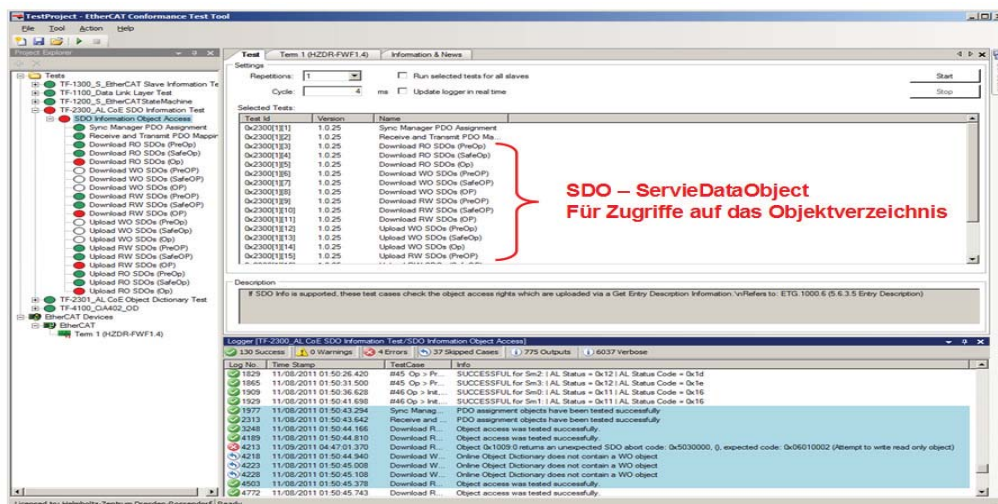 TestProject - EtherCAT Conformance Test Tool
File Tool Action Help
Project Explorer
Tests
TF-1300_S_EtherCAT Slave Information Te
TF-1100_Data Link Layer Test
TF-1200_S_EtherCATStateMachine
TF-2300_AL CoE SDO Information Test
SDO Information Object Access
Sync Manager PDO Assignment
Receive and Transmit PDO Mappin
Download RO SDOs (PreOp)
Download RO SDOs (SafeOp)
Download RO SDOs (Op)
Download WO SDOs (PreOP)
Download WO SDOs (SafeOP)
Download WO SDOs (OP)
Download RW SDOs (PreOP)
Download RW SDOs (SafeOP)
Download RW SDOs (OP)
Upload WO SDOs (PreOp)
Upload WO SDOs (SafeOp)
Upload WO SDOs (Op)
Upload RW SDOs (PreOP)
Upload RW SDOs (SafeOP)
Upload RW SDOs (OP)
Upload RO SDOs (PreOp)
Upload RO SDOs (SafeOp)
Upload RO SDOs (Op)
TF-2301_AL CoE Object Dictionary Test
TF-4100_CiA402_OD
EtherCAT Devices
EtherCAT
Term 1 (HZDR-FWF1.4)
Test Term 1 (HZDR-FWF1.4) Information & News
Settings
Repetitions: 1 Run selected tests for all slaves Start
Cycle: 4 ms Update logger in real time Stop
Selected Tests:
Test Id Version Name
0x2300[1][1] 1.0.25 Sync Manager PDO Assignment
0x2300[1][2] 1.0.25 Receive and Transmit PDO Ma...
0x2300[1][3] 1.0.25 Download RO SDOs (PreOp)
0x2300[1][4] 1.0.25 Download RO SDOs (SafeOp)
0x2300[1][5] 1.0.25 Download RO SDOs (Op)
0x2300[1][6] 1.0.25 Download WO SDOs (PreOP)
0x2300[1][7] 1.0.25 Download WO SDOs (SafeOP)
0x2300[1][8] 1.0.25 Download WO SDOs (OP)
0x2300[1][9] 1.0.25 Download RW SDOs (PreOP)
0x2300[1][10] 1.0.25 Download RW SDOs (SafeOP)
0x2300[1][11] 1.0.25 Download RW SDOs (OP)
0x2300[1][12] 1.0.25 Upload WO SDOs (PreOp)
0x2300[1][13] 1.0.25 Upload WO SDOs (SafeOp)
0x2300[1][14] 1.0.25 Upload WO SDOs (Op)
0x2300[1][15] 1.0.25 Upload RW SDOs (PreOP)
SDO – ServieDataObject
Für Zugriffe auf das Objektverzeichnis
Description
If SDO Info is supported, these test cases check the object access rights which are uploaded via a Get Entry Description Information.\nRefers to: ETG.1000.6 (5.6.3.5 Entry Description)
Logger [TF-2300_AL CoE SDO Information Test/SDO Information Object Access]
130 Success 0 Warnings 4 Errors 37 Skipped Cases 775 Outputs 6037 Verbose
Log No. Time Stamp TestCase Info
1829 11/08/2011 01:50:26.420 #45 Op > Pr... SUCCESSFUL for Sm2: | AL Status = 0x12 | AL Status Code = 0x1d
1865 11/08/2011 01:50:31.500 #45 Op > Pr... SUCCESSFUL for Sm3: | AL Status = 0x12 | AL Status Code = 0x1e
1909 11/08/2011 01:50:36.628 #46 Op > Init,... SUCCESSFUL for Sm0: | AL Status = 0x11 | AL Status Code = 0x16
1929 11/08/2011 01:50:41.698 #46 Op > Init,... SUCCESSFUL for Sm1: | AL Status = 0x11 | AL Status Code = 0x16
1977 11/08/2011 01:50:43.294 Sync Manag... PDO assignment objects have been tested successfully
2313 11/08/2011 01:50:43.642 Receive and ... PDO assignment objects have been tested successfully
3248 11/08/2011 01:50:44.166 Download R... Object access was tested successfully.
4189 11/08/2011 01:50:44.810 Download R... Object access was tested successfully.
4213 11/09/2011 04:47:01.370 Download R... Object 0x1009:0 returns an unexpected SDO abort code: 0x5030000, (), expected code: 0x06010002 (Attempt to write read only object)
4218 11/08/2011 01:50:44.940 Download W... Online Object Dictionary does not contain a WO object
4223 11/08/2011 01:50:45.008 Download W... Online Object Dictionary does not contain a WO object
4228 11/08/2011 01:50:45.108 Download W... Online Object Dictionary does not contain a WO object
4503 11/08/2011 01:50:45.378 Download R... Object access was tested successfully.
4772 11/08/2011 01:50:45.743 Download R... Object access was tested successfully.